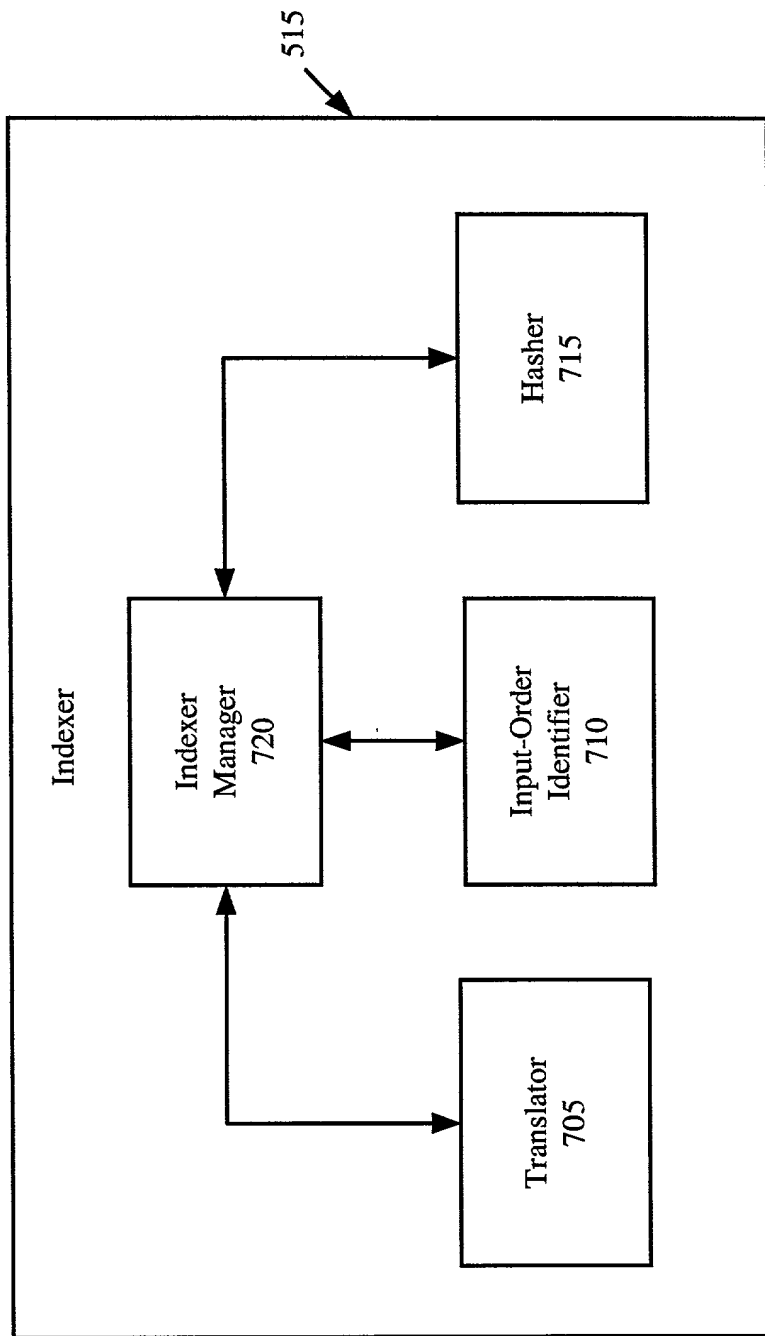 Indexer
515
Indexer
Manager
720
Translator
705
Input-Order
Identifier
710
Hasher
715